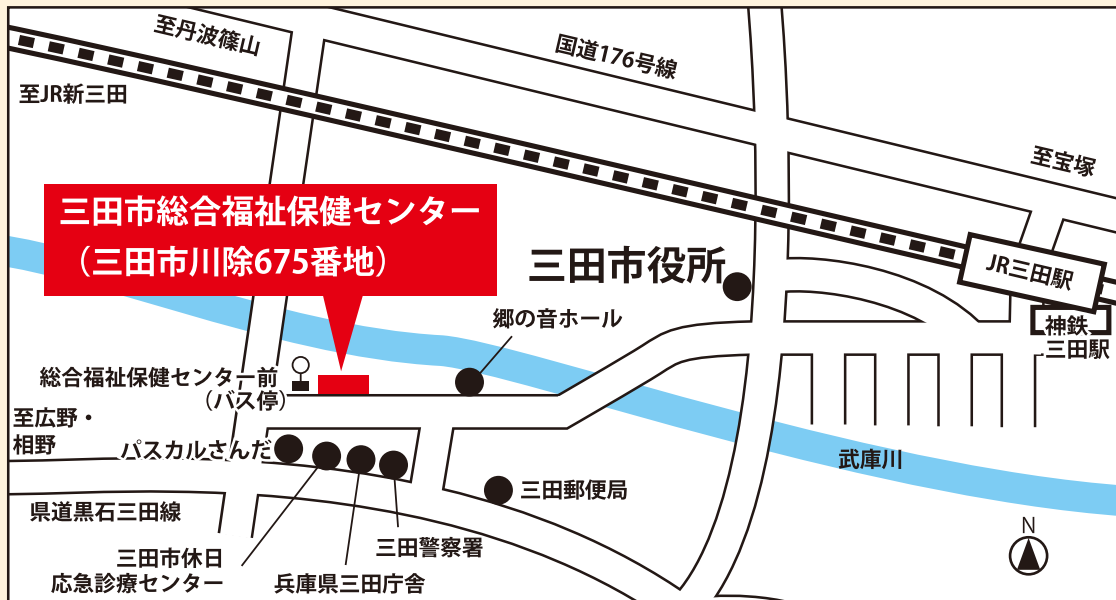 至丹波篠山
国道176号線
至JR新三田
至宝塚
三田市総合福祉保健センター
（三田市川除675番地）
三田市役所
JR三田駅
神鉄
三田駅
郷の音ホール
総合福祉保健センター前
（バス停）
至広野・
相野
パスカルさんだ
武庫川
三田郵便局
県道黒石三田線
N
三田警察署
三田市休日
応急診療センター
兵庫県三田庁舎